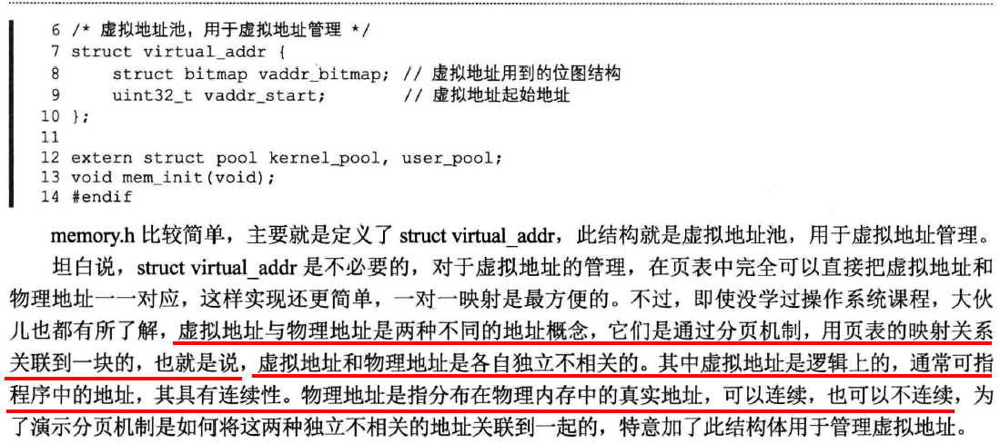 6 /* 虚拟地址池，用于虚拟地址管理 */
7 struct virtual_addr {
8     struct bitmap vaddr_bitmap; // 虚拟地址用到的位图结构
9     uint32_t vaddr_start;       // 虚拟地址起始地址
10 };
11
12 extern struct pool kernel_pool, user_pool;
13 void mem_init(void);
14 #endif
memory.h 比较简单，主要就是定义了 struct virtual_addr，此结构就是虚拟地址池，用于虚拟地址管理。
坦白说，struct virtual_addr 是不必要的，对于虚拟地址的管理，在页表中完全可以直接把虚拟地址和
物理地址一一对应，这样实现还更简单，一对一映射是最方便的。不过，即使没学过操作系统课程，大伙
儿也都有所了解，虚拟地址与物理地址是两种不同的地址概念，它们是通过分页机制，用页表的映射关系
关联到一块的，也就是说，虚拟地址和物理地址是各自独立不相关的。其中虚拟地址是逻辑上的，通常可指
程序中的地址，其具有连续性。物理地址是指分布在物理内存中的真实地址，可以连续，也可以不连续，为
了演示分页机制是如何将这两种独立不相关的地址关联到一起的，特意加了此结构体用于管理虚拟地址。